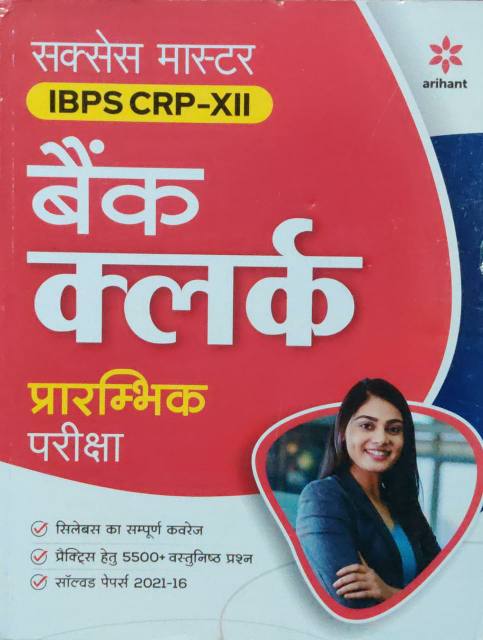 सक्सेस मास्टर
arihant
IBPS CRP-XII
बैंक
क्लर्क
प्रारम्भिक
परीक्षा
सिलेबस का सम्पूर्ण कवरेज
प्रैक्ट्रिस हेतु 5500+ वस्तुनिष्ठ प्रश्न
सॉल्वड पेपर्स 2021-16